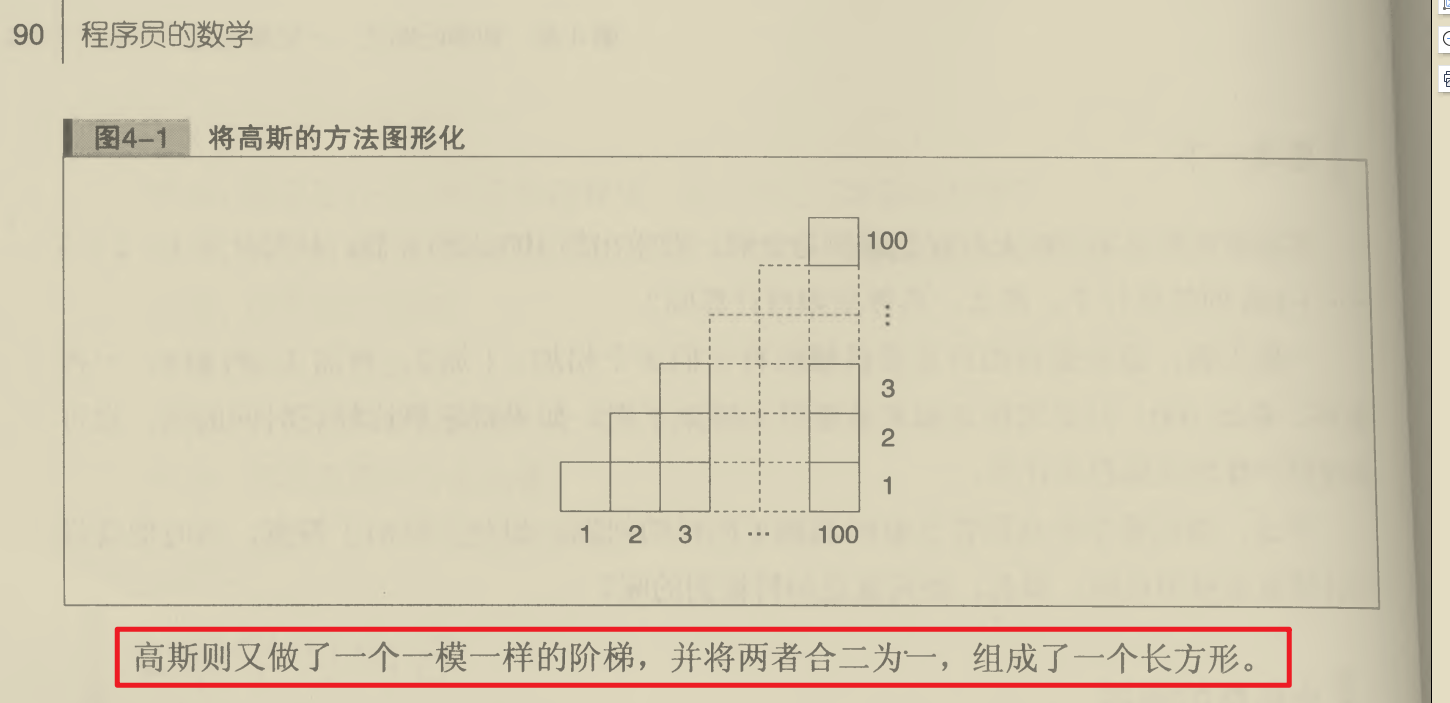 90 程序员的数学
图4-1 将高斯的方法图形化
100
⋮
3
2
1
1 2 3 … 100
高斯则又做了一个一模一样的阶梯，并将两者合二为一，组成了一个长方形。